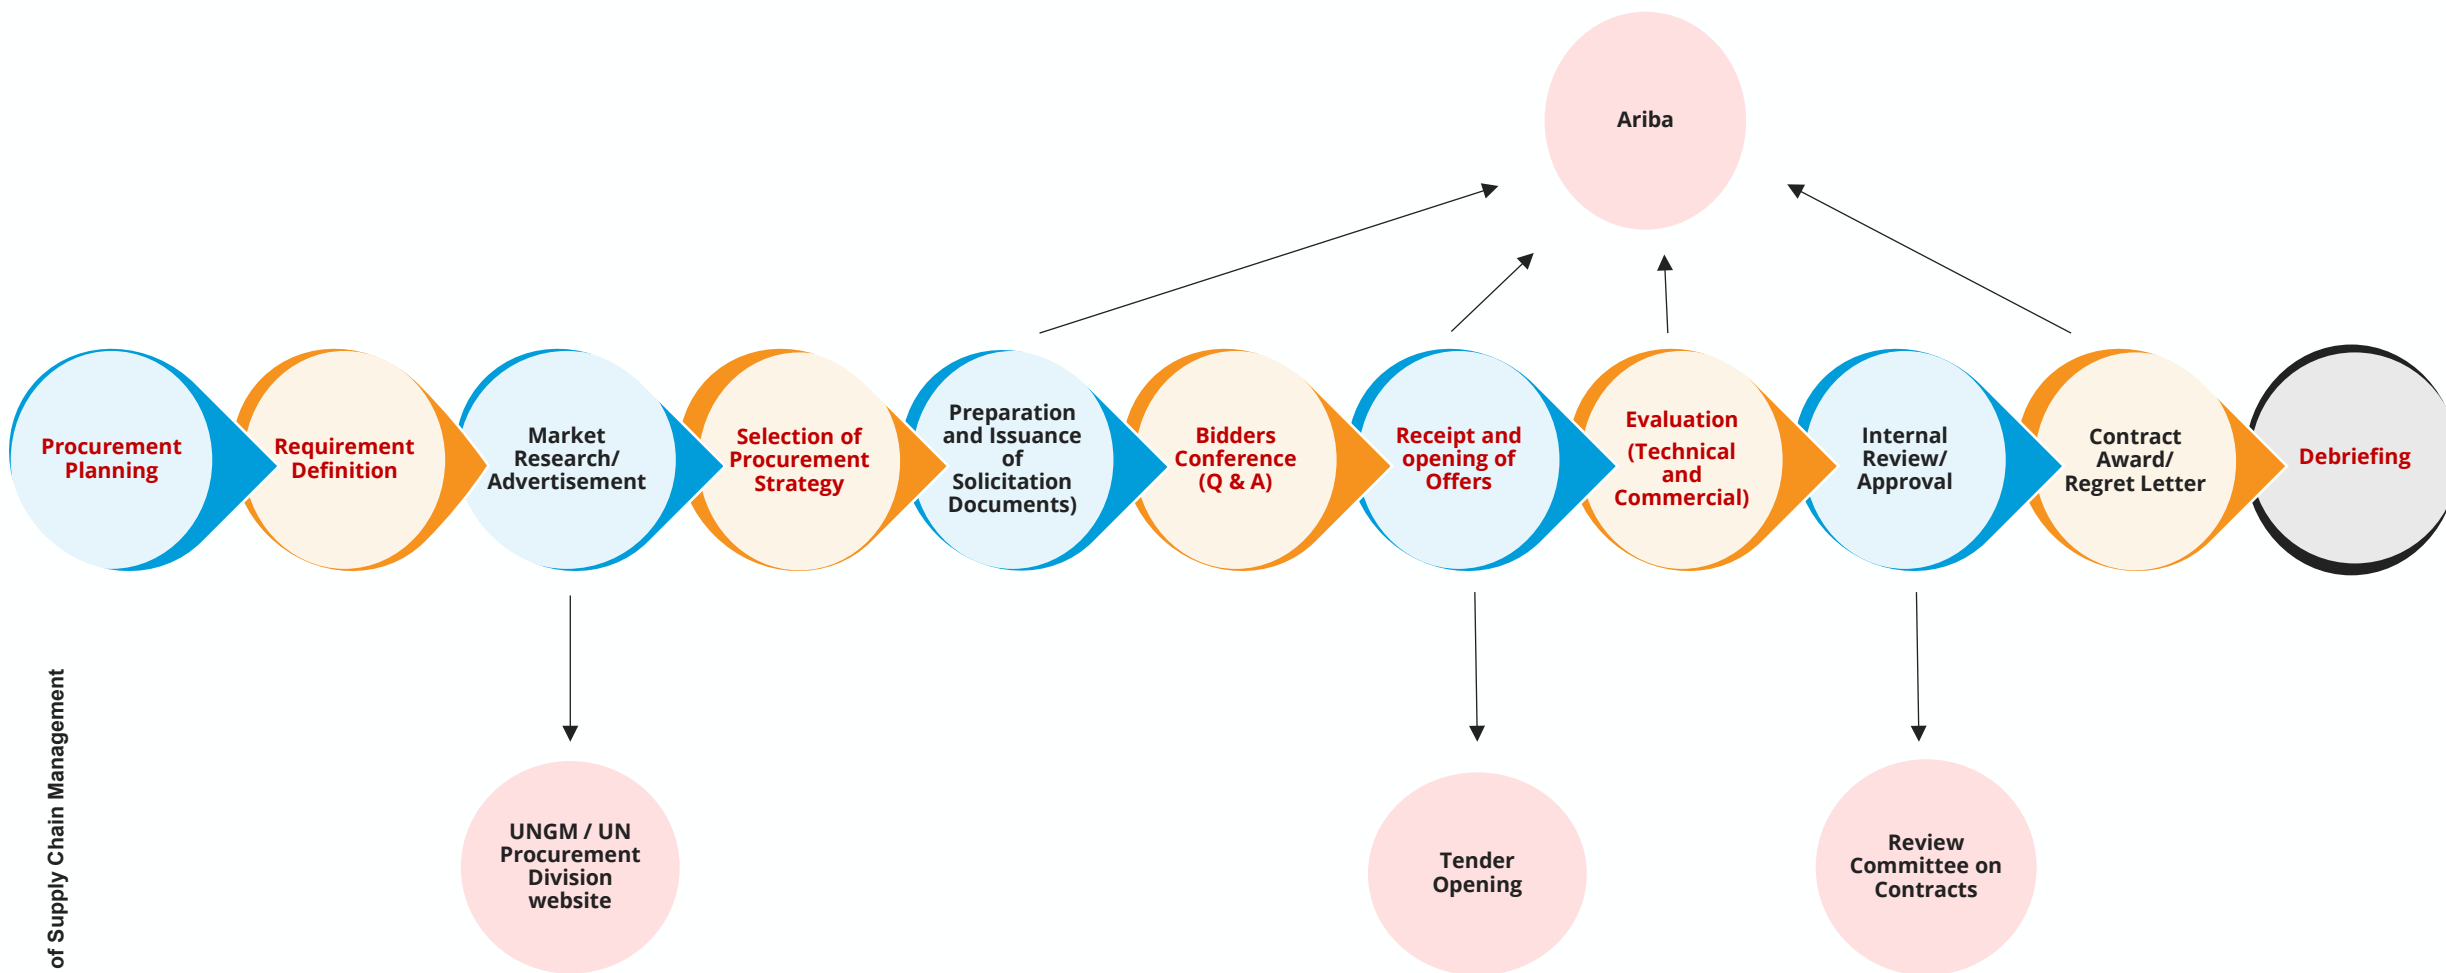 Ariba
Procurement
Planning
Requirement
Definition
Market
Research/
Advertisement
Selection of
Procurement
Strategy
Preparation
and Issuance
of
Solicitation
Documents)
Bidders
Conference
(Q & A)
Receipt and
opening of
Offers
Evaluation
(Technical
and
Commercial)
Internal
Review/
Approval
Contract
Award/
Regret Letter
Debriefing
UNGM / UN
Procurement
Division
website
Tender
Opening
Review
Committee on
Contracts
of Supply Chain Management